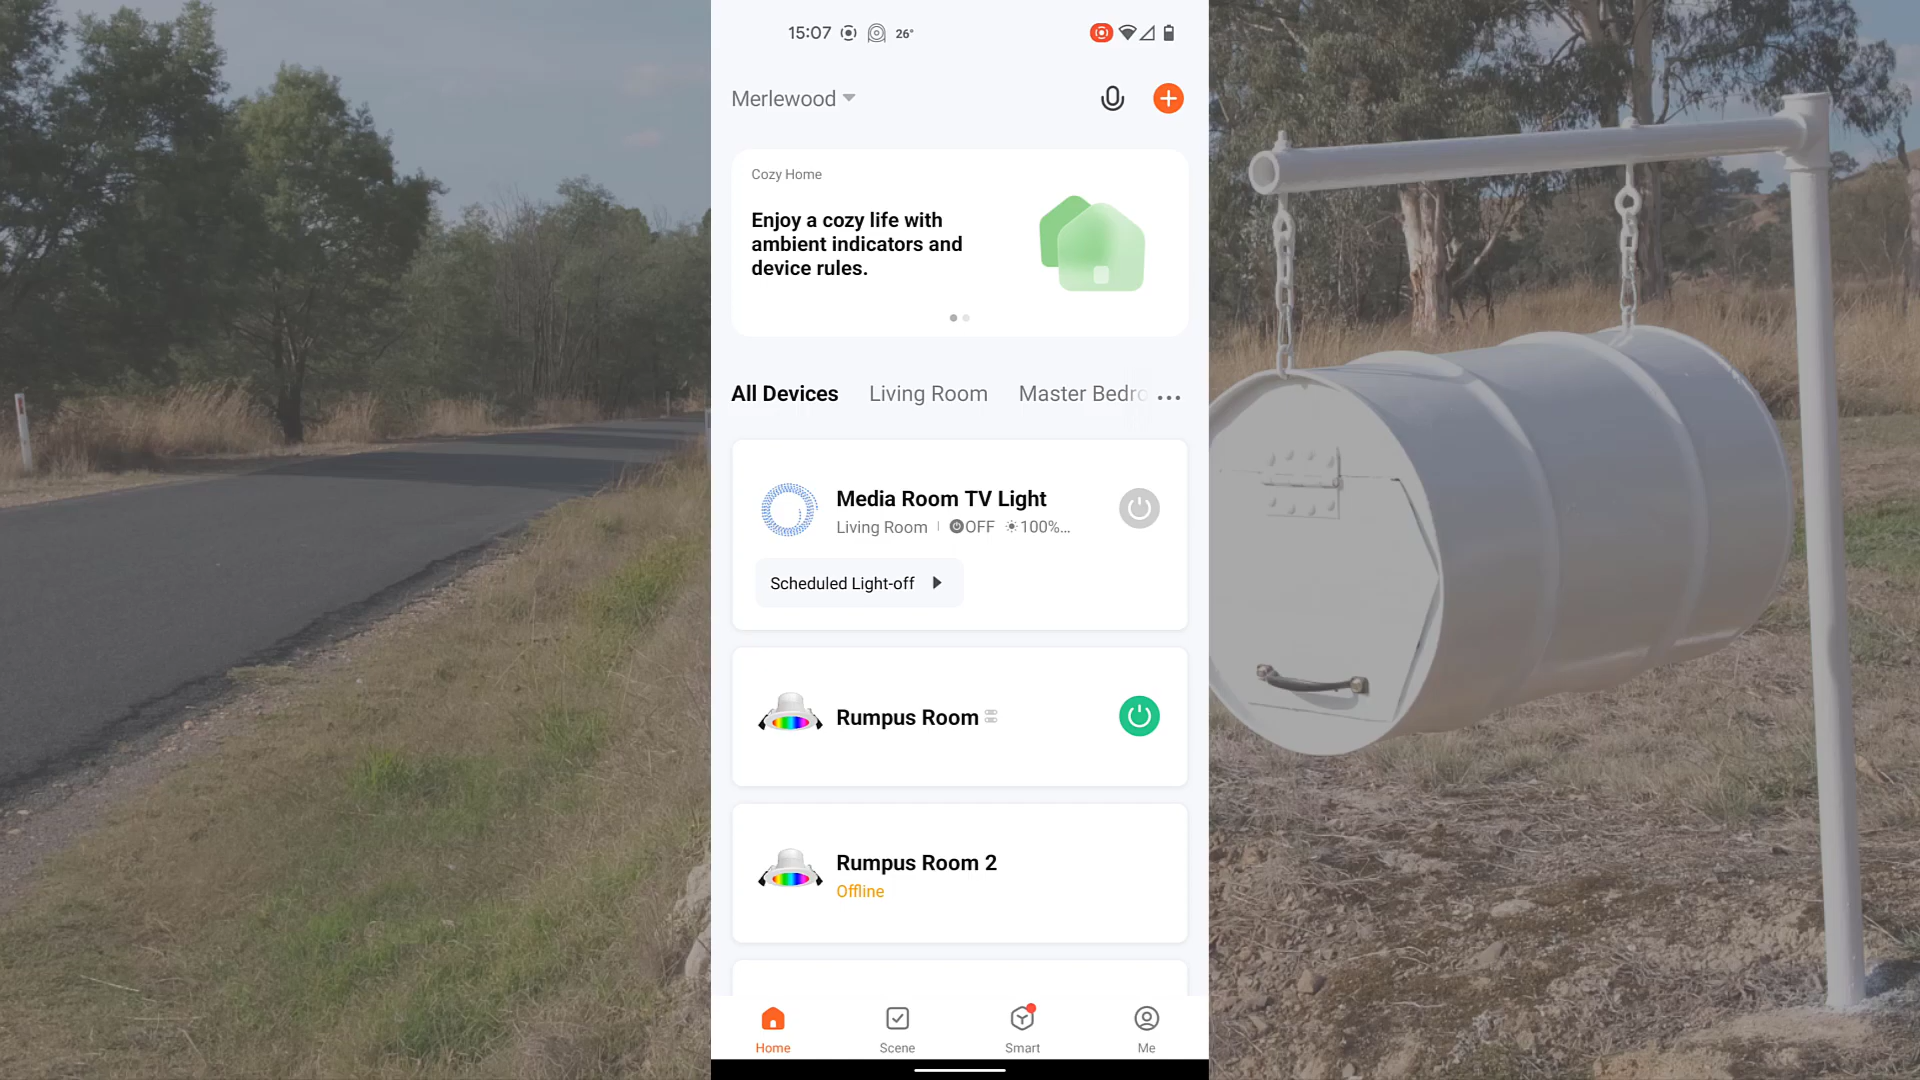 15:07 26°
Merlewood
Cozy Home
Enjoy a cozy life with
ambient indicators and
device rules.
All Devices Living Room Master Bedro
Media Room TV Light
Living Room OFF 100%...
Scheduled Light-off
Rumpus Room
Rumpus Room 2
Offline
Home Scene Smart Me